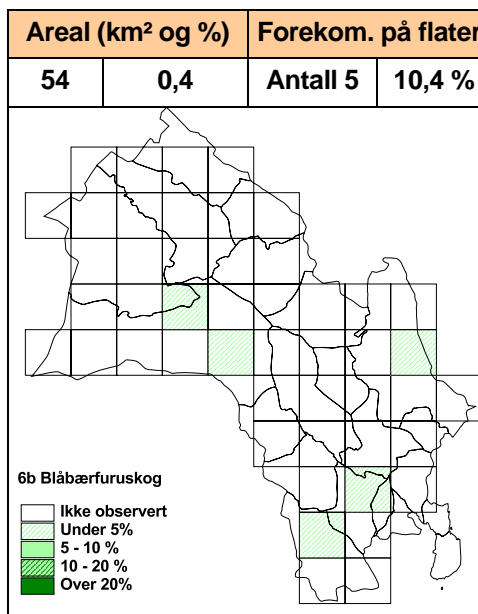 Areal (km² og %) Forekom. på flater
54 0,4 Antall 5 10,4 %
6b Blåbærfuruskog
Ikke observert
Under 5%
5 - 10 %
10 - 20 %
Over 20%